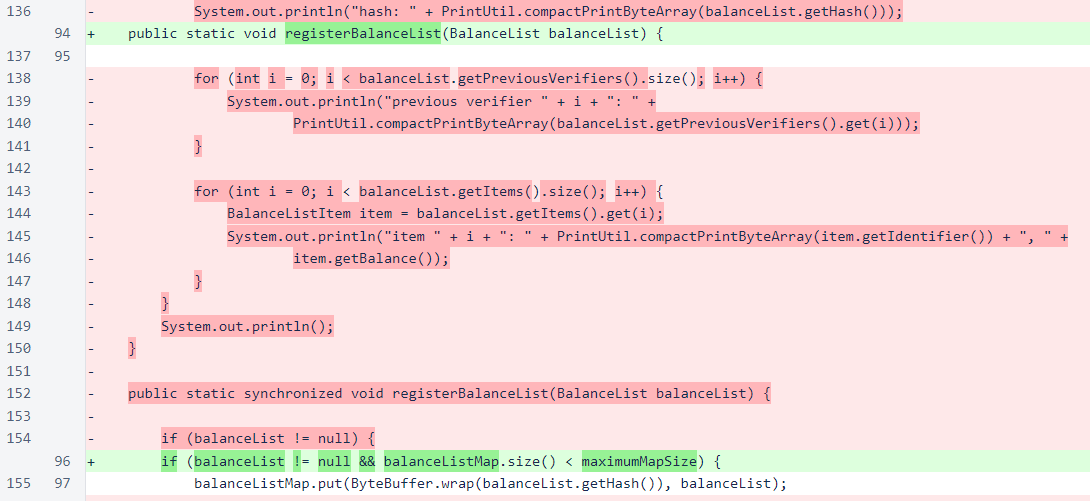 136 System.out.println("hash: " + PrintUtil.compactPrintByteArray(balanceList.getHash()));
94 + public static void registerBalanceList(BalanceList balanceList) {
137 95
138 - for (int i = 0; i < balanceList.getPreviousVerifiers().size(); i++) {
139 - System.out.println("previous verifier " + i + ": " +
140 - PrintUtil.compactPrintByteArray(balanceList.getPreviousVerifiers().get(i)));
141 - }
142 -
143 - for (int i = 0; i < balanceList.getItems().size(); i++) {
144 - BalanceListItem item = balanceList.getItems().get(i);
145 - System.out.println("item " + i + ": " + PrintUtil.compactPrintByteArray(item.getIdentifier()) + ", " +
146 - item.getBalance());
147 - }
148 - }
149 - System.out.println();
150 - }
151 -
152 - public static synchronized void registerBalanceList(BalanceList balanceList) {
153 -
154 - if (balanceList != null) {
96 + if (balanceList != null && balanceListMap.size() < maximumMapSize) {
155 97 balanceListMap.put(ByteBuffer.wrap(balanceList.getHash()), balanceList);